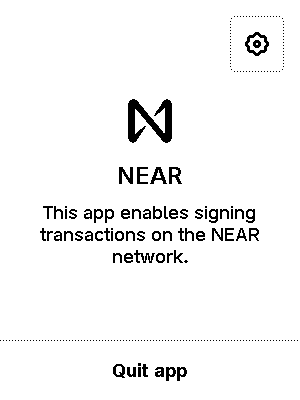 NEAR
This app enables signing
transactions on the NEAR
network.
Quit app